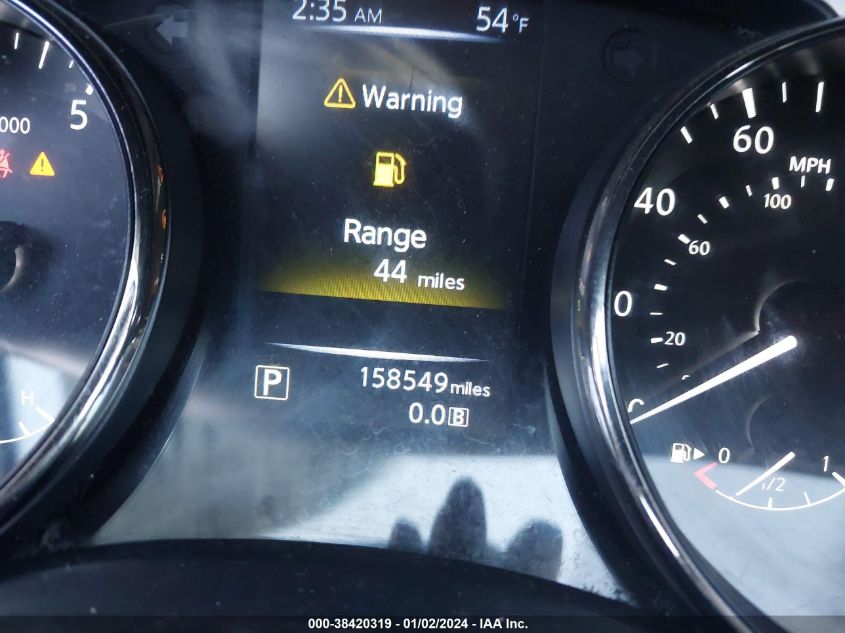 2:35 AM 54°F
Warning
Range
44 miles
P 158549 miles
0.0 B
5
000
H
60
MPH
40
100
60
20
0 1/2 1
000-38420319 - 01/02/2024 - IAA Inc.